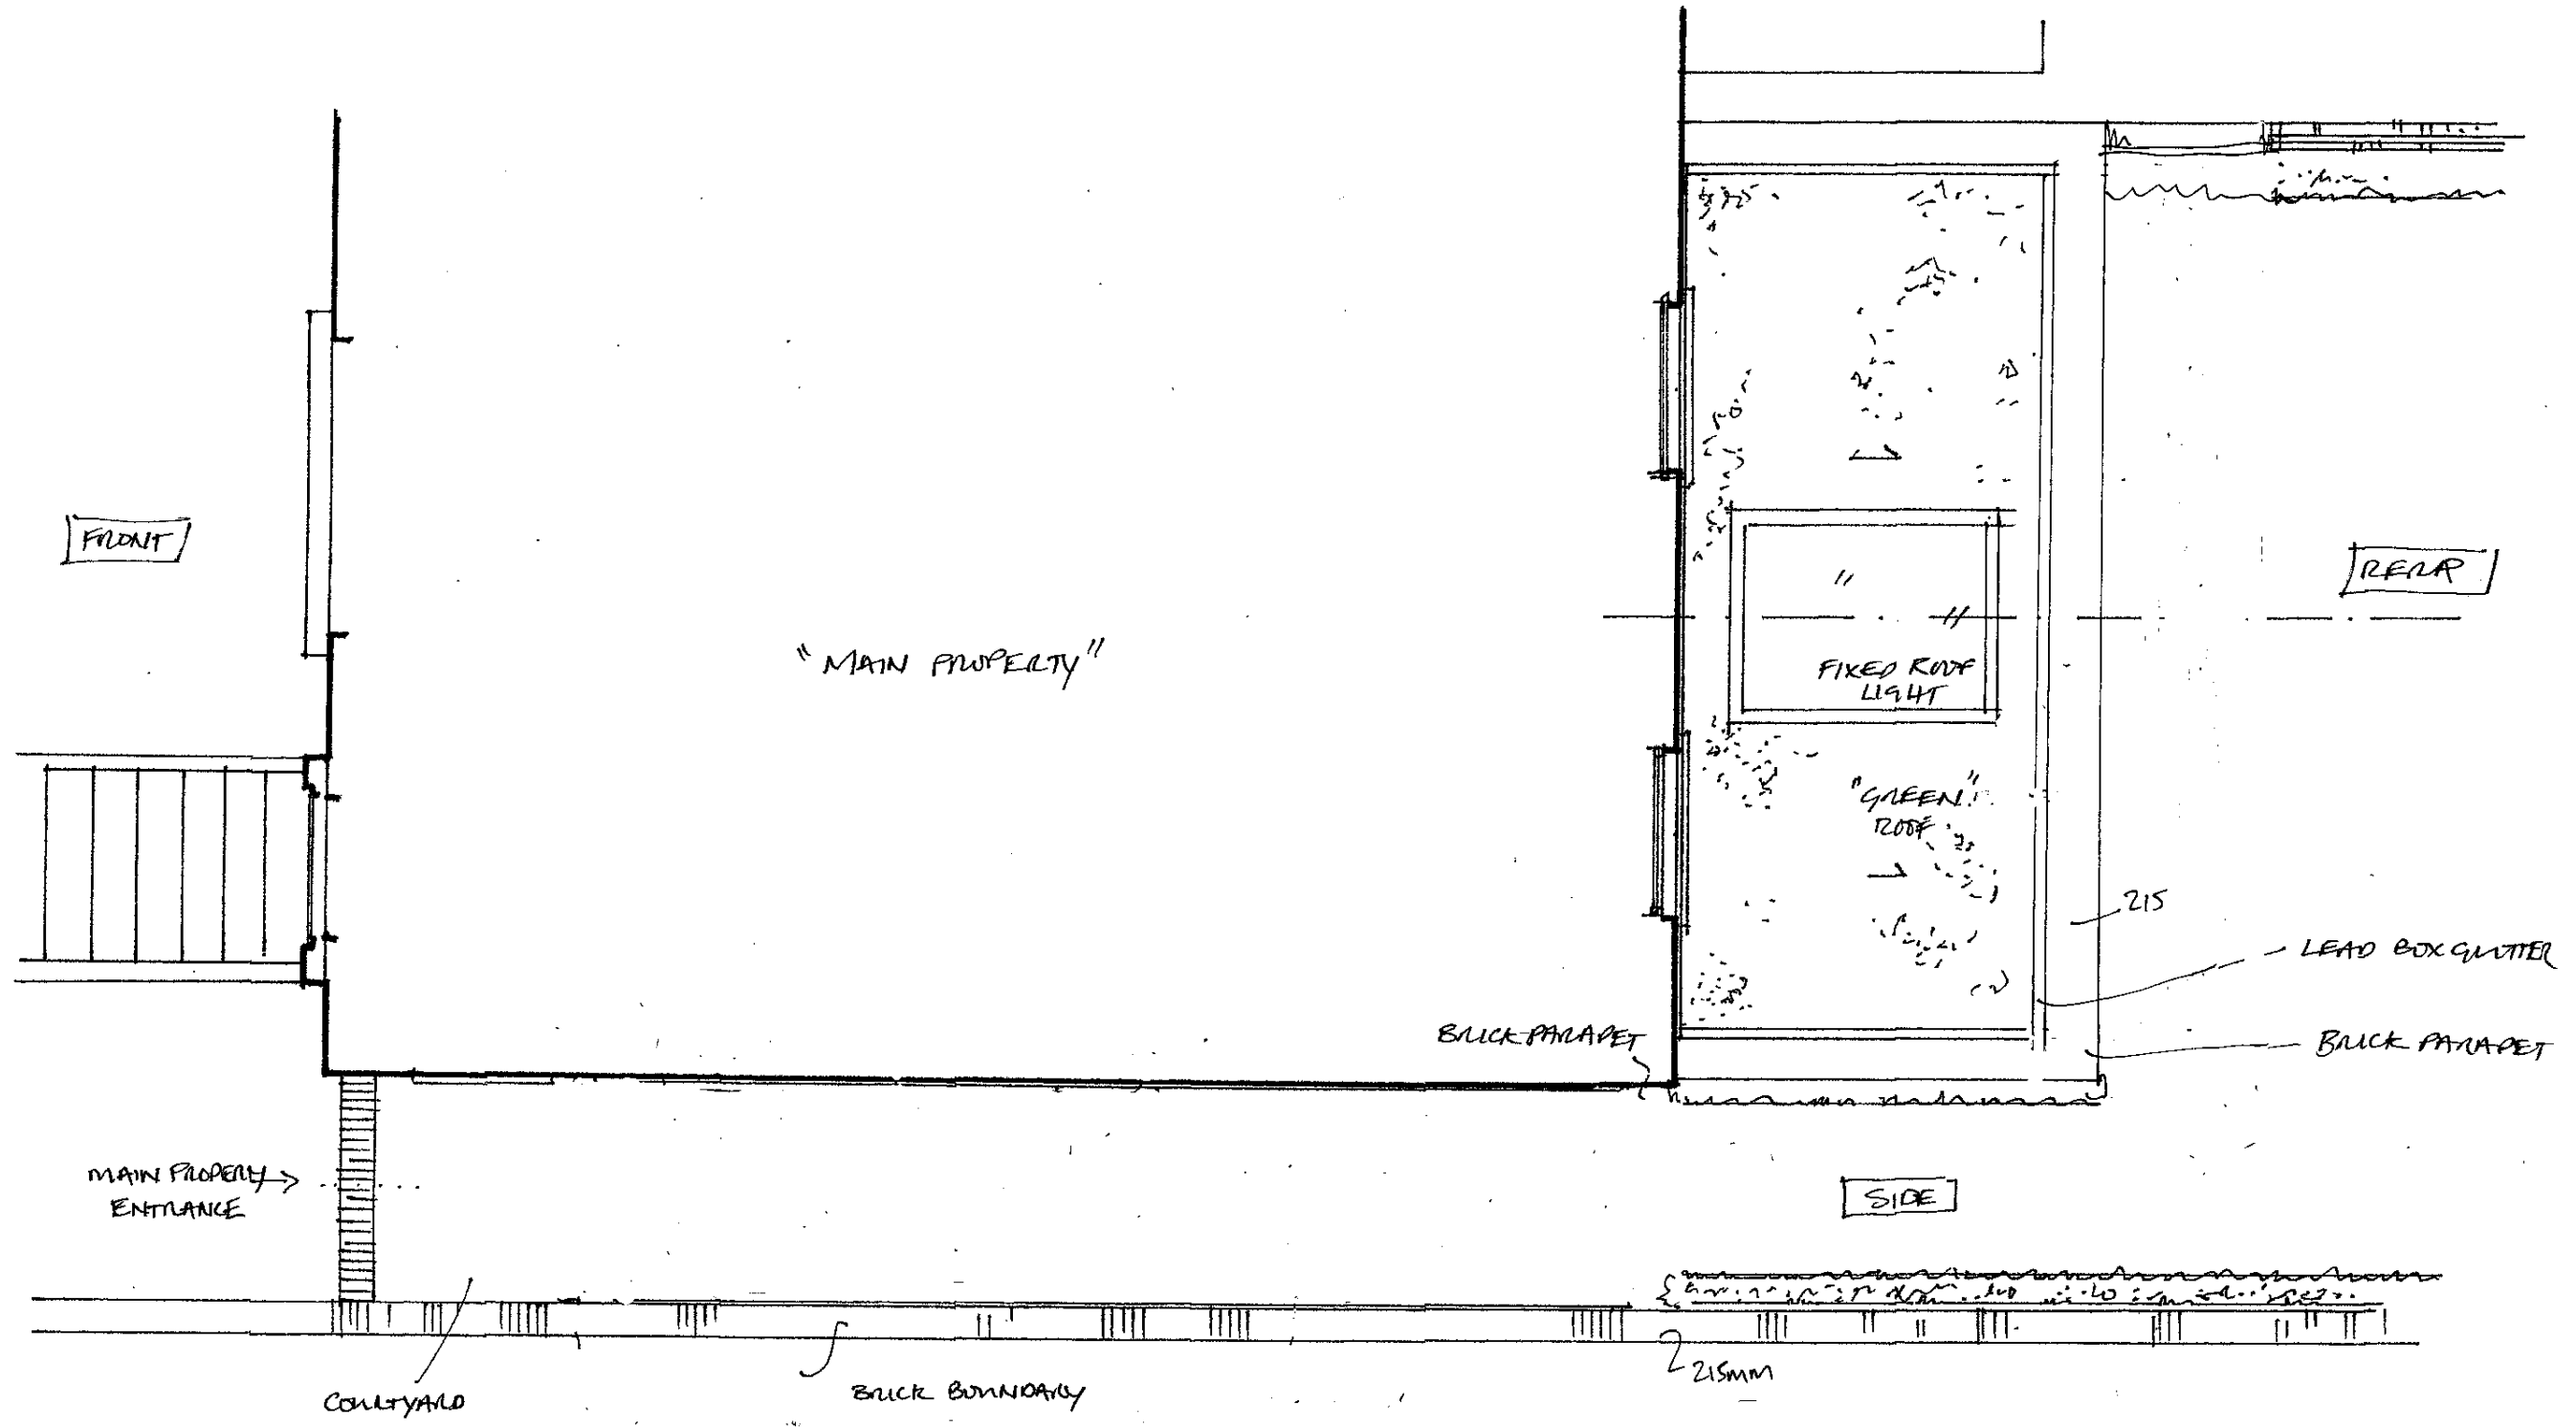 FRONT
REAR
"MAIN PROPERTY"
FIXED ROOF
LIGHT
"GREEN"
ROOF
215
LEAD BOX GUTTER
BRICK PARAPET
BRICK PARAPET
MAIN PROPERTY
ENTRANCE
SIDE
215MM
COURTYARD
BRICK BOUNDARY